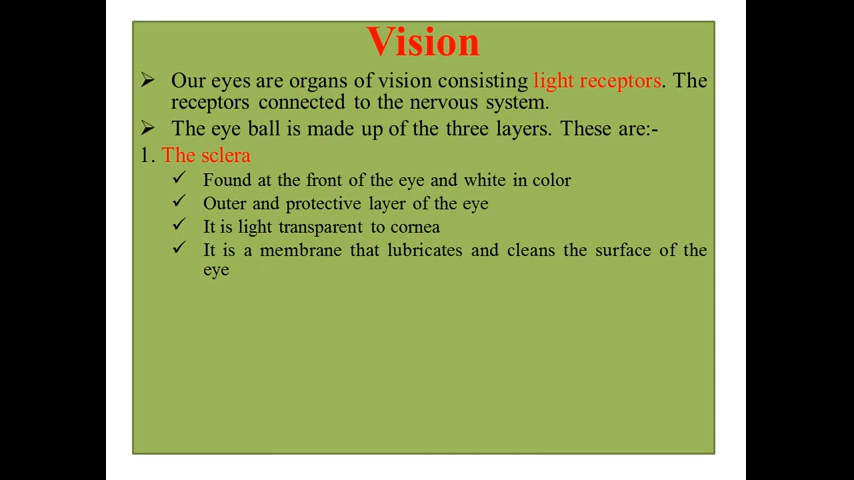 Vision
➢ Our eyes are organs of vision consisting light receptors. The
receptors connected to the nervous system.
➢ The eye ball is made up of the three layers. These are:-
1. The sclera
✓ Found at the front of the eye and white in color
✓ Outer and protective layer of the eye
✓ It is light transparent to cornea
✓ It is a membrane that lubricates and cleans the surface of the
eye